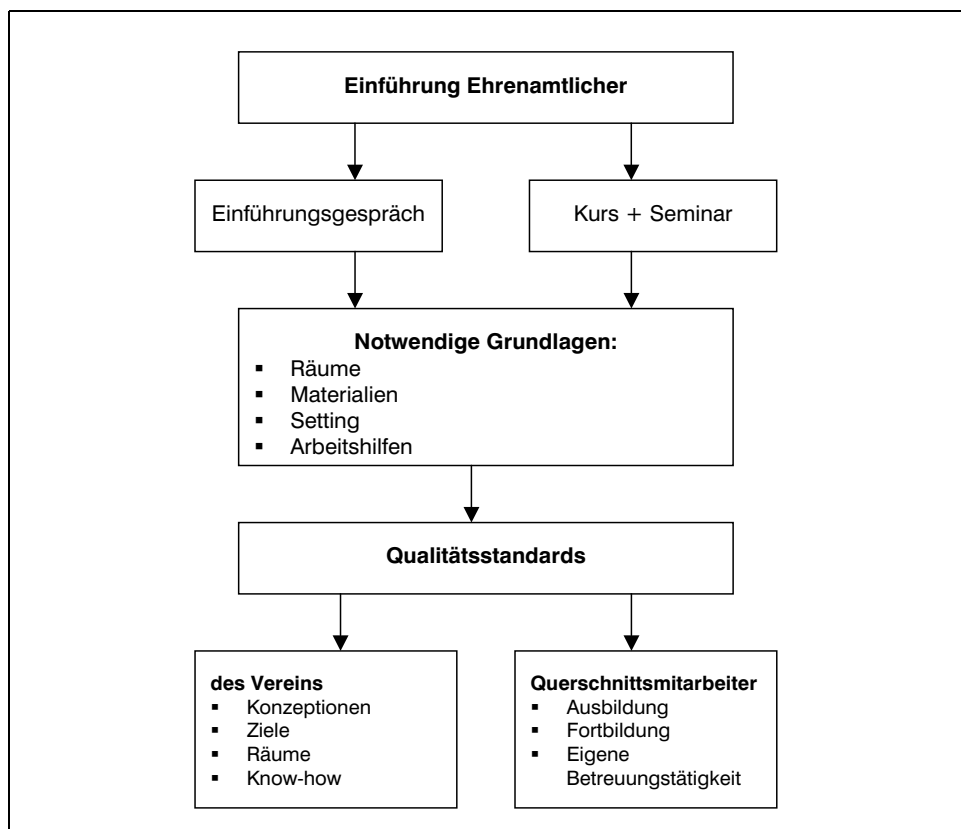 Einführung Ehrenamtlicher
Einführungsgespräch
Kurs + Seminar
Notwendige Grundlagen:
▪ Räume
▪ Materialien
▪ Setting
▪ Arbeitshilfen
Qualitätsstandards
des Vereins
▪ Konzeptionen
▪ Ziele
▪ Räume
▪ Know-how
Querschnittsmitarbeiter
▪ Ausbildung
▪ Fortbildung
▪ Eigene
Betreuungstätigkeit